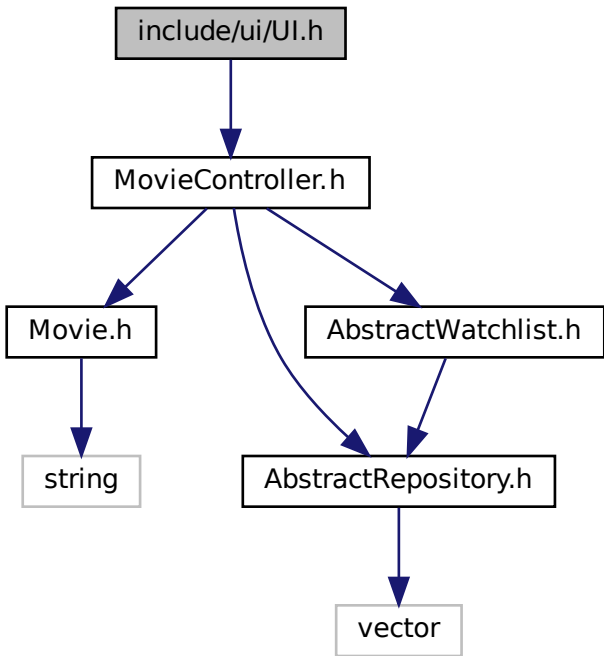 include/ui/UI.h
MovieController.h
Movie.h
AbstractWatchlist.h
string
AbstractRepository.h
vector